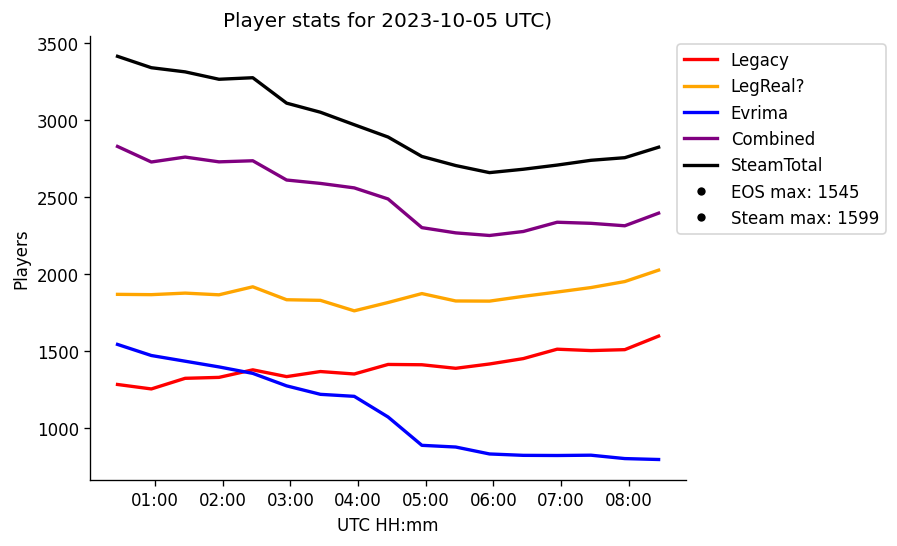 Player stats for 2023-10-05 UTC)
3500
3000
2500
2000
1500
1000
Players
01:00 02:00 03:00 04:00 05:00 06:00 07:00 08:00
UTC HH:mm
Legacy
LegReal?
Evrima
Combined
SteamTotal
EOS max: 1545
Steam max: 1599